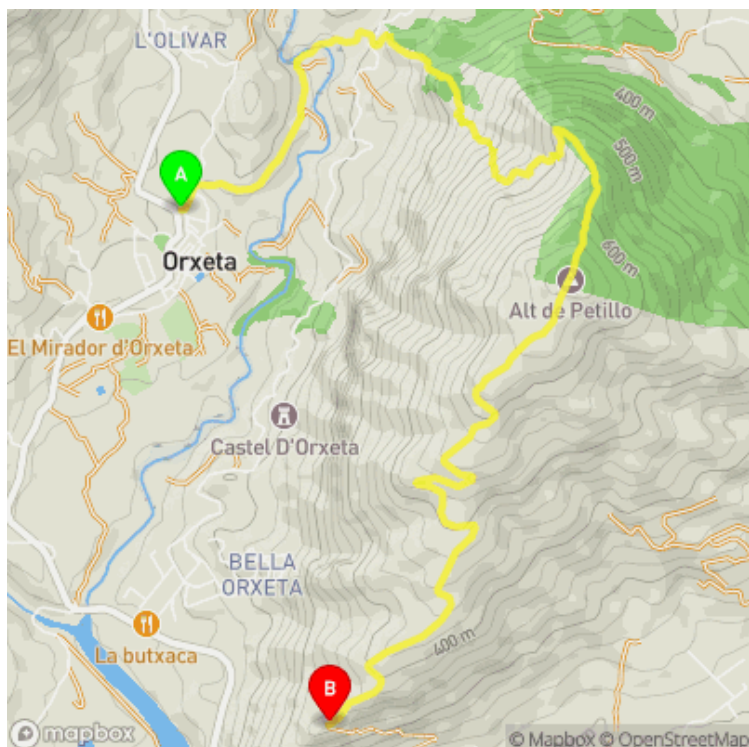 L'OLIVAR
400 m
500 m
A
600 m
Orxeta
Alt de Petillo
El Mirador d'Orxeta
Castel D'Orxeta
BELLA
ORXETA
400 m
La butxaca
B
mapbox
© Mapbox © OpenStreetMap